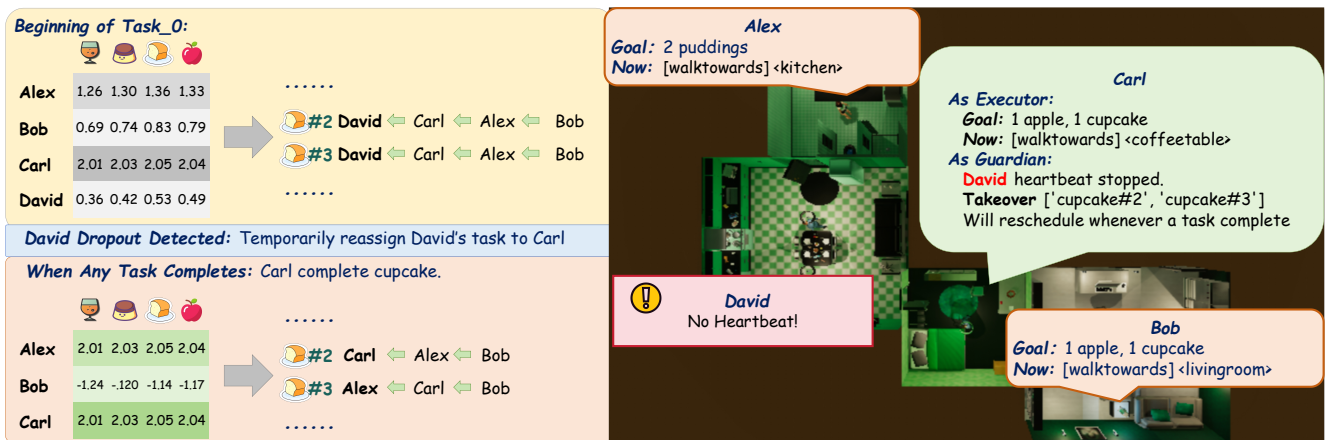 Beginning of Task_0:
Alex 1.26 1.30 1.36 1.33
Bob 0.69 0.74 0.83 0.79
Carl 2.01 2.03 2.05 2.04
David 0.36 0.42 0.53 0.49
......
#2 David ⇐ Carl ⇐ Alex ⇐ Bob
#3 David ⇐ Carl ⇐ Alex ⇐ Bob
......
David Dropout Detected: Temporarily reassign David's task to Carl
When Any Task Completes: Carl complete cupcake.
Alex 2.01 2.03 2.05 2.04
Bob -1.24 -.120 -1.14 -1.17
Carl 2.01 2.03 2.05 2.04
......
#2 Carl ⇐ Alex ⇐ Bob
#3 Alex ⇐ Carl ⇐ Bob
......
Alex
Goal: 2 puddings
Now: [walktowards] <kitchen>
Carl
As Executor:
Goal: 1 apple, 1 cupcake
Now: [walktowards] <coffeetable>
As Guardian:
David heartbeat stopped.
Takeover ['cupcake#2', 'cupcake#3']
Will reschedule whenever a task complete
David
No Heartbeat!
Bob
Goal: 1 apple, 1 cupcake
Now: [walktowards] <livingroom>